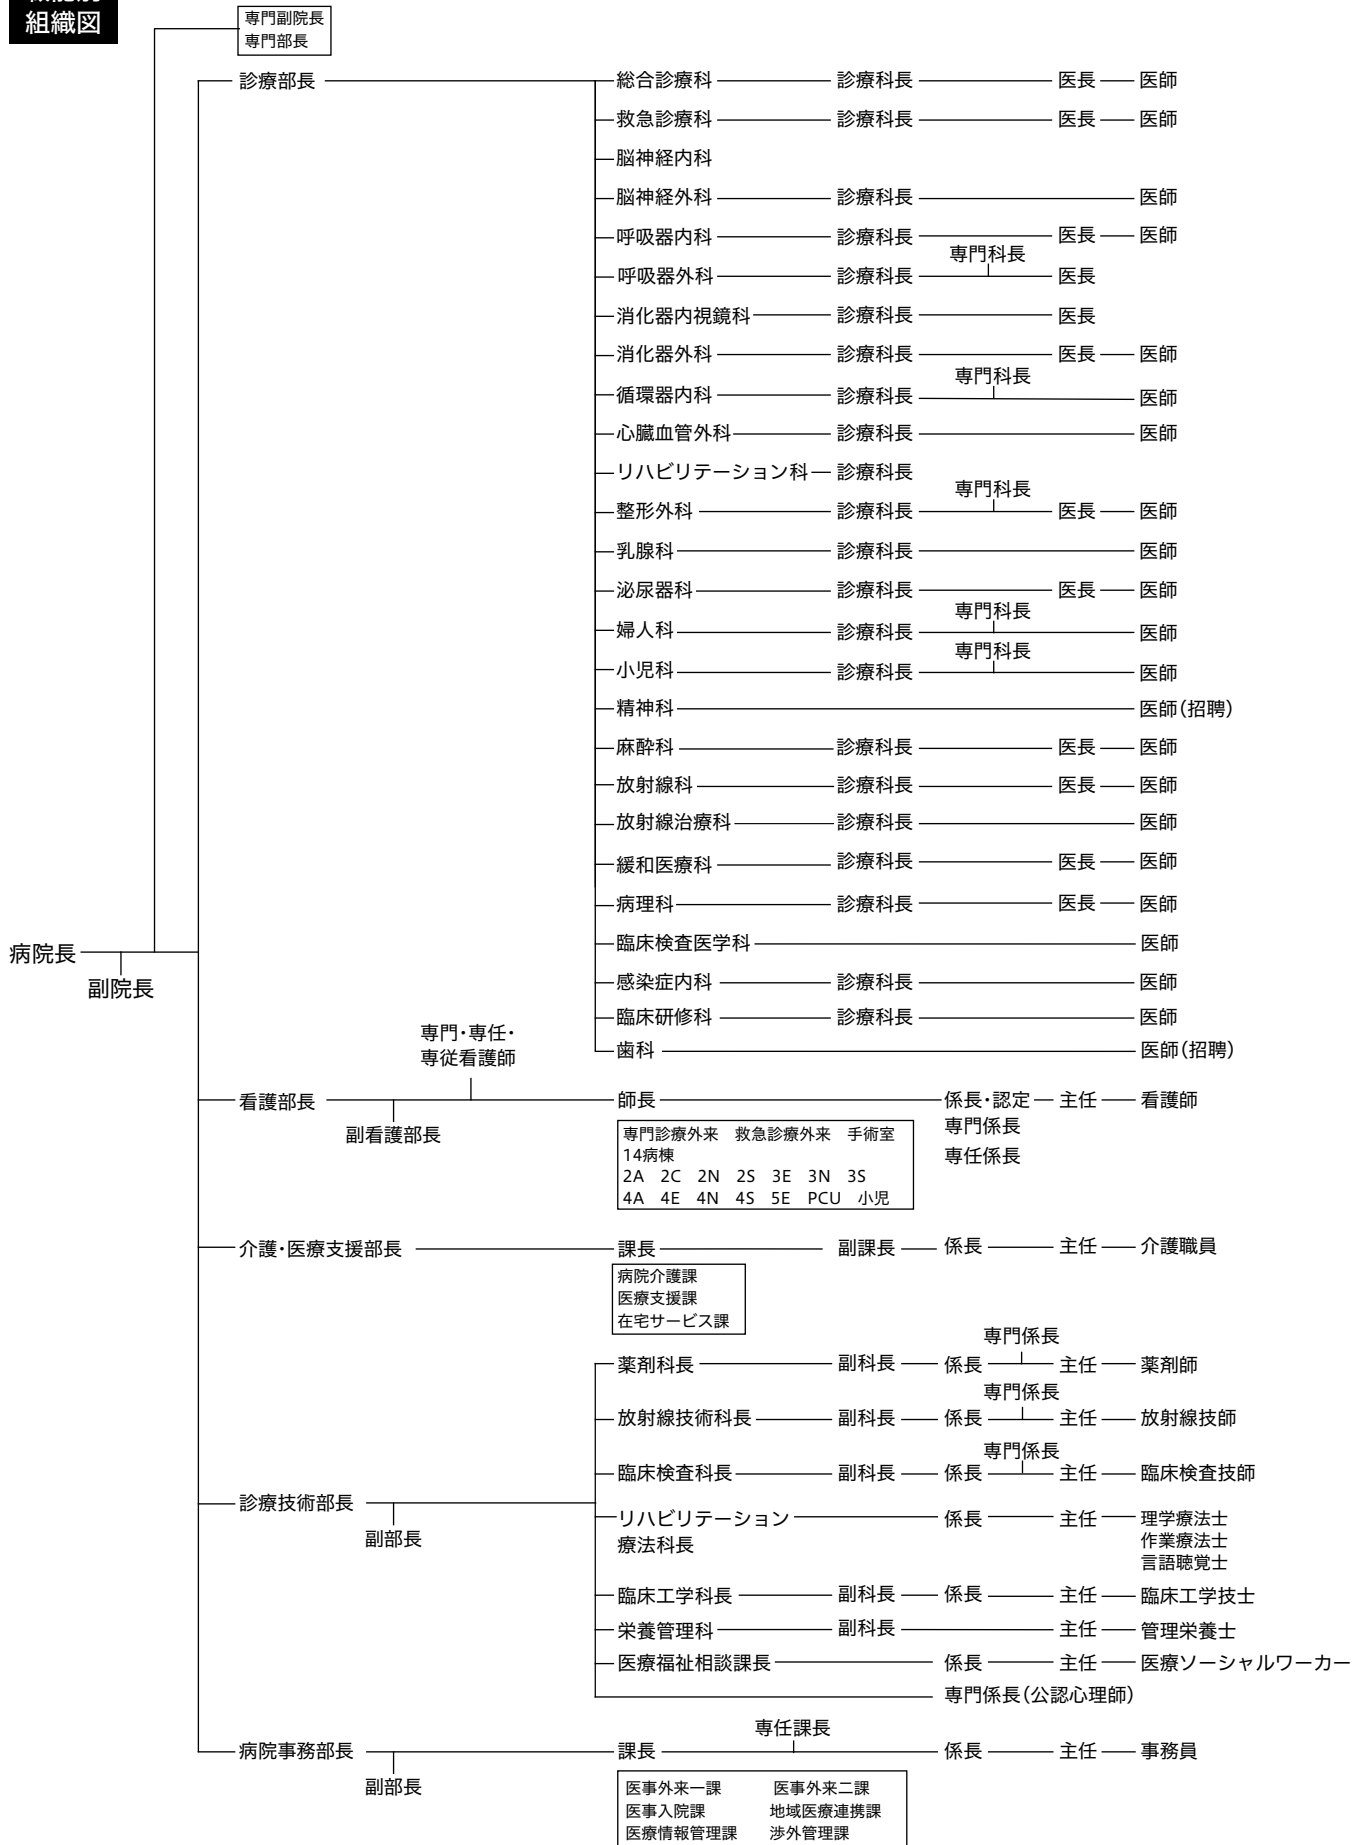 組織図
専門副院長
専門部長
診療部長
総合診療科 診療科長 医長 医師
救急診療科 診療科長 医長 医師
脳神経内科
脳神経外科 診療科長 医師
呼吸器内科 診療科長 医長 医師
専門科長
呼吸器外科 診療科長 医長
消化器内視鏡科 診療科長 医長
消化器外科 診療科長 医長 医師
専門科長
循環器内科 診療科長 医師
心臓血管外科 診療科長 医師
リハビリテーション科 診療科長
専門科長
整形外科 診療科長 医長 医師
乳腺科 診療科長 医師
泌尿器科 診療科長 医長 医師
専門科長
婦人科 診療科長 医師
専門科長
小児科 診療科長 医師
精神科 医師(招聘)
麻酔科 診療科長 医長 医師
放射線科 診療科長 医長 医師
放射線治療科 診療科長 医師
緩和医療科 診療科長 医長 医師
病理科 診療科長 医長 医師
臨床検査医学科 医師
病院長
副院長
感染症内科 診療科長 医師
臨床研修科 診療科長 医師
歯科 医師(招聘)
専門・専任・
専従看護師
看護部長 師長 係長・認定 主任 看護師
副看護部長
専門係長
専任係長
専門診療外来 救急診療外来 手術室
14病棟
2A 2C 2N 2S 3E 3N 3S
4A 4E 4N 4S 5E PCU 小児
介護・医療支援部長 課長 副課長 係長 主任 介護職員
病院介護課
医療支援課
在宅サービス課
専門係長
薬剤科長 副科長 係長 主任 薬剤師
専門係長
放射線技術科長 副科長 係長 主任 放射線技師
専門係長
臨床検査科長 副科長 係長 主任 臨床検査技師
診療技術部長
副部長
リハビリテーション 係長 主任 理学療法士
療法科長 作業療法士
言語聴覚士
臨床工学科長 副科長 係長 主任 臨床工学技士
栄養管理科 副科長 主任 管理栄養士
医療福祉相談課長 係長 主任 医療ソーシャルワーカー
専門係長(公認心理師)
専任課長
病院事務部長 課長 係長 主任 事務員
副部長
医事外来一課 医事外来二課
医事入院課 地域医療連携課
医療情報管理課 渉外管理課